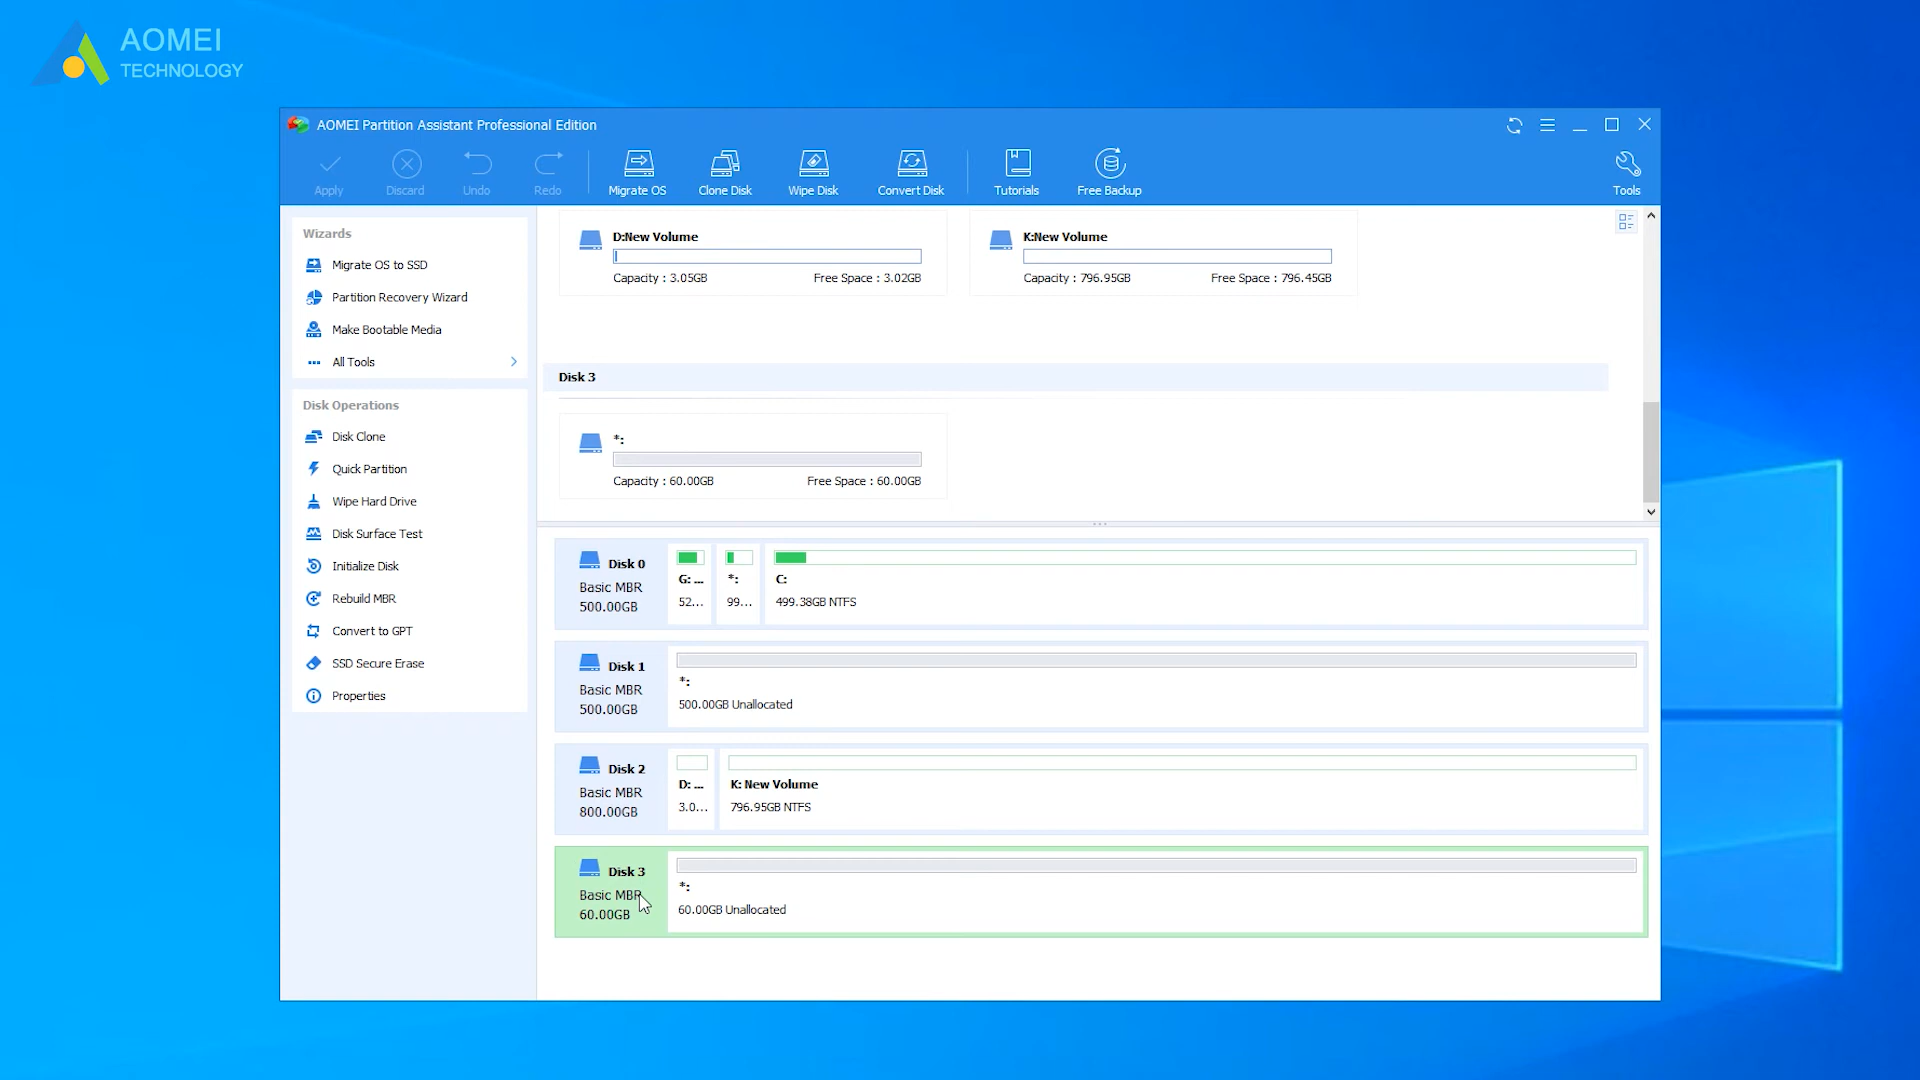 AOMEI
TECHNOLOGY
AOMEI Partition Assistant Professional Edition
Apply
Discard
Undo
Redo
Migrate OS
Clone Disk
Wipe Disk
Convert Disk
Tutorials
Free Backup
Tools
Wizards
Migrate OS to SSD
Partition Recovery Wizard
Make Bootable Media
All Tools
Disk Operations
Disk Clone
Quick Partition
Wipe Hard Drive
Disk Surface Test
Initialize Disk
Rebuild MBR
Convert to GPT
SSD Secure Erase
Properties
D:New Volume
Capacity : 3.05GB Free Space : 3.02GB
K:New Volume
Capacity : 796.95GB Free Space : 796.45GB
Disk 3
*:
Capacity : 60.00GB Free Space : 60.00GB
Disk 0
Basic MBR
500.00GB
G: ...
52...
*:
99...
C:
499.38GB NTFS
Disk 1
Basic MBR
500.00GB
*:
500.00GB Unallocated
Disk 2
Basic MBR
800.00GB
D: ...
3.0...
K: New Volume
796.95GB NTFS
Disk 3
Basic MBR
60.00GB
*:
60.00GB Unallocated